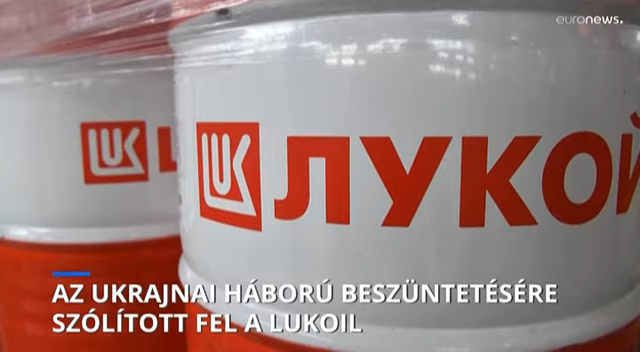 euronews.
LUK ЛУКОЙ
LUK L
AZ UKRAJNAI HÁBORÚ BESZÜNTETÉSÉRE
SZÓLÍTOTT FEL A LUKOIL